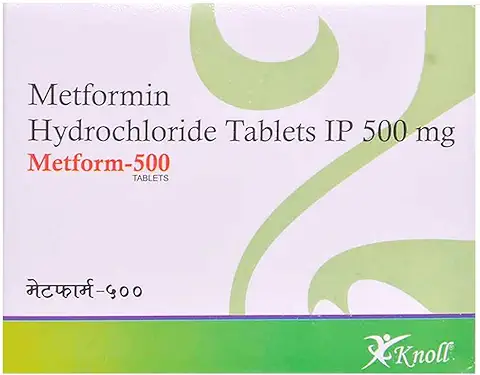 Metformin
Hydrochloride Tablets IP 500 mg
Metform-500
TABLETS
मेटफार्म-५००
Knoll®